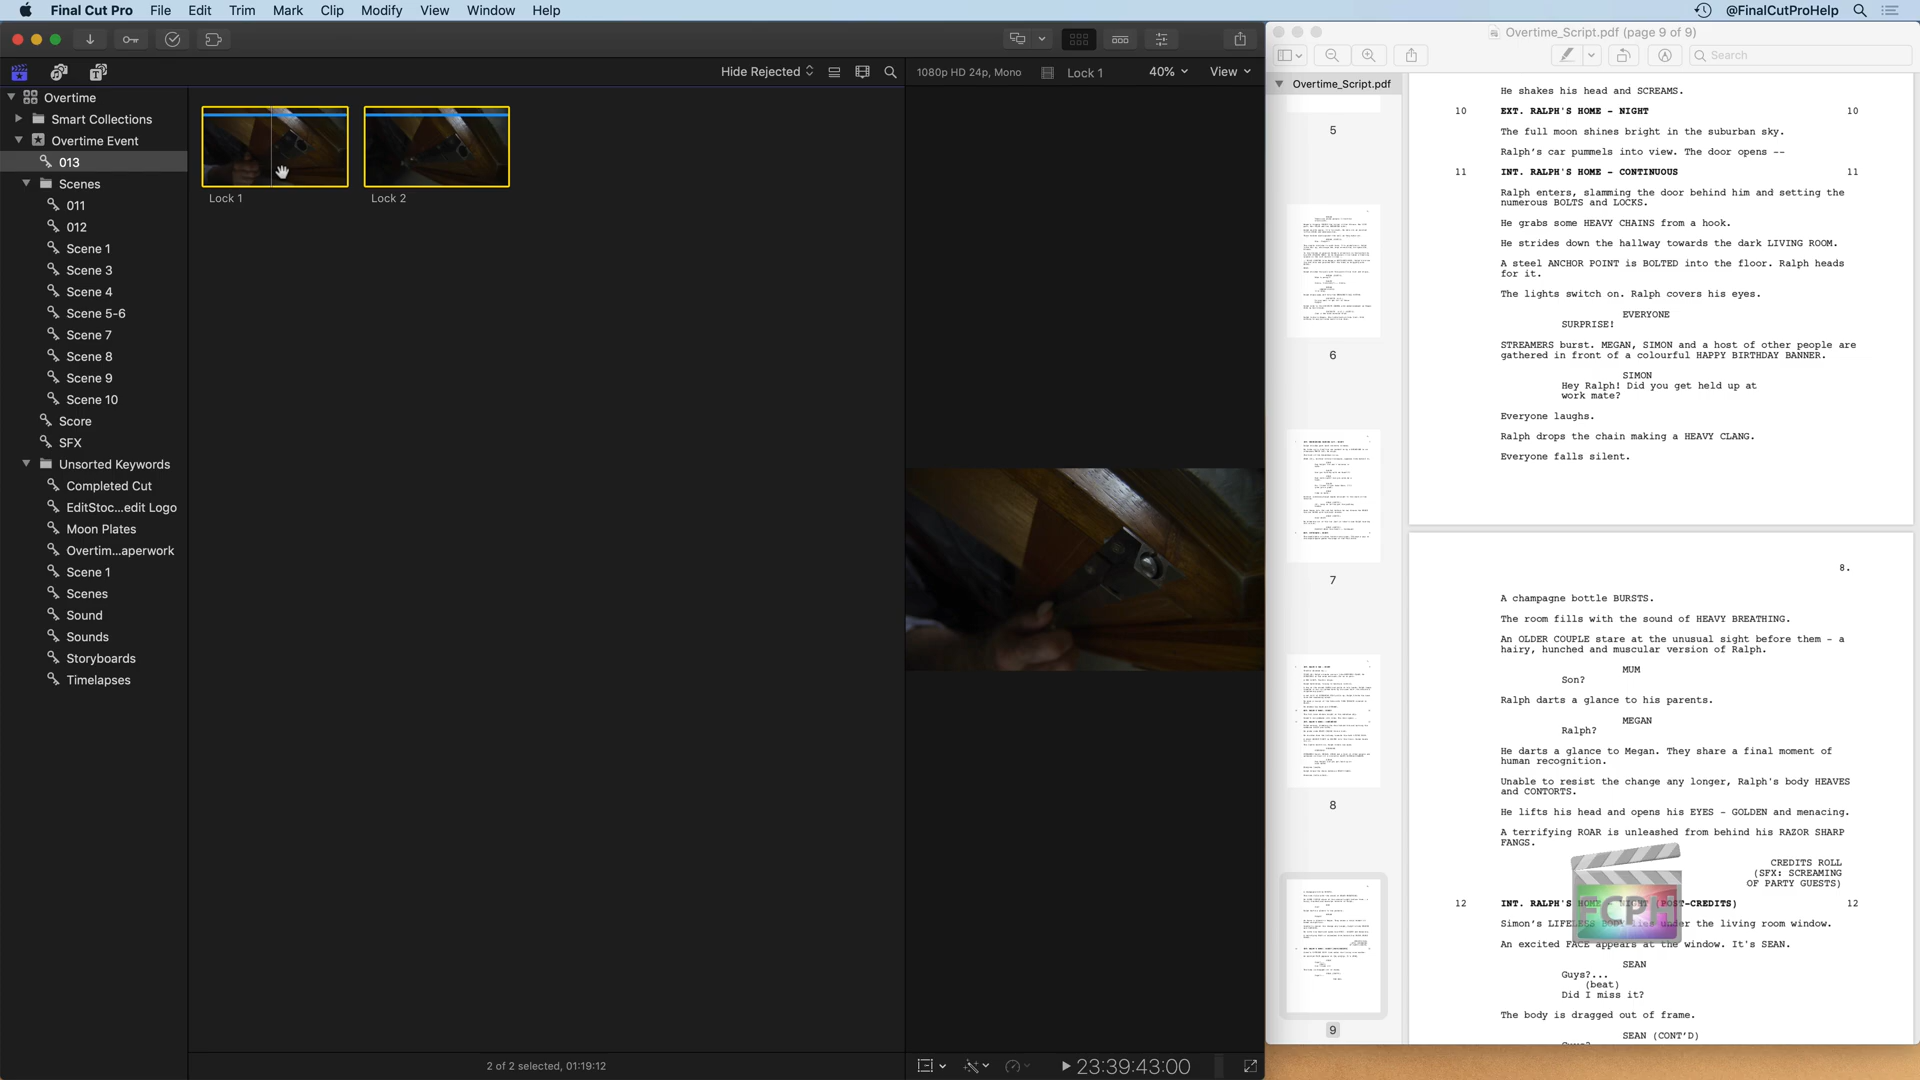 Final Cut Pro File Edit Trim Mark Clip Modify View Window Help @FinalCutProHelp
Overtime_Script.pdf (page 9 of 9)
Search
Hide Rejected
1080p HD 24p, Mono
Lock 1
40%
View
Overtime
Smart Collections
Overtime Event
013
Scenes
011
012
Scene 1
Scene 3
Scene 4
Scene 5-6
Scene 7
Scene 8
Scene 9
Scene 10
Score
SFX
Unsorted Keywords
Completed Cut
EditStoc...edit Logo
Moon Plates
Overtim...aperwork
Scene 1
Scenes
Sound
Sounds
Storyboards
Timelapses
Lock 1
Lock 2
2 of 2 selected, 01:19:12
23:39:43:00
Overtime_Script.pdf
5
6
7
8
9
He shakes his head and SCREAMS.
10 EXT. RALPH'S HOME - NIGHT 10
The full moon shines bright in the suburban sky.
Ralph's car pummels into view. The door opens --
11 INT. RALPH'S HOME - CONTINUOUS 11
Ralph enters, slamming the door behind him and setting the
numerous BOLTS and LOCKS.
He grabs some HEAVY CHAINS from a hook.
He strides down the hallway towards the dark LIVING ROOM.
A steel ANCHOR POINT is BOLTED into the floor. Ralph heads
for it.
The lights switch on. Ralph covers his eyes.
EVERYONE
SURPRISE!
STREAMERS burst. MEGAN, SIMON and a host of other people are
gathered in front of a colourful HAPPY BIRTHDAY BANNER.
SIMON
Hey Ralph! Did you get held up at
work mate?
Everyone laughs.
Ralph drops the chain making a HEAVY CLANG.
Everyone falls silent.
8.
A champagne bottle BURSTS.
The room fills with the sound of HEAVY BREATHING.
An OLDER COUPLE stare at the unusual sight before them - a
hairy, hunched and muscular version of Ralph.
MUM
Son?
Ralph darts a glance to his parents.
MEGAN
Ralph?
He darts a glance to Megan. They share a final moment of
human recognition.
Unable to resist the change any longer, Ralph's body HEAVES
and CONTORTS.
He lifts his head and opens his EYES - GOLDEN and menacing.
A terrifying ROAR is unleashed from behind his RAZOR SHARP
FANGS.
CREDITS ROLL
(SFX: SCREAMING
OF PARTY GUESTS)
12 INT. RALPH'S HOME - NIGHT (POST-CREDITS) 12
Simon's LIFELESS BODY lies under the living room window.
An excited FACE appears at the window. It's SEAN.
SEAN
Guys?...
(beat)
Did I miss it?
The body is dragged out of frame.
SEAN (CONT'D)
FCPH